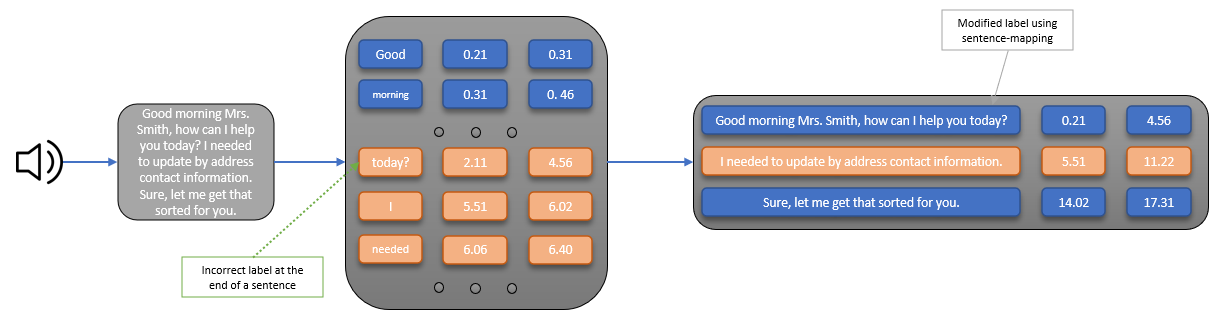 Good morning Mrs.
Smith, how can I help
you today? I needed
to update by address
contact information.
Sure, let me get that
sorted for you.
Good 0.21 0.31
morning 0.31 0. 46
today? 2.11 4.56
I 5.51 6.02
needed 6.06 6.40
Incorrect label at the
end of a sentence
Modified label using
sentence-mapping
Good morning Mrs. Smith, how can I help you today? 0.21 4.56
I needed to update by address contact information. 5.51 11.22
Sure, let me get that sorted for you. 14.02 17.31